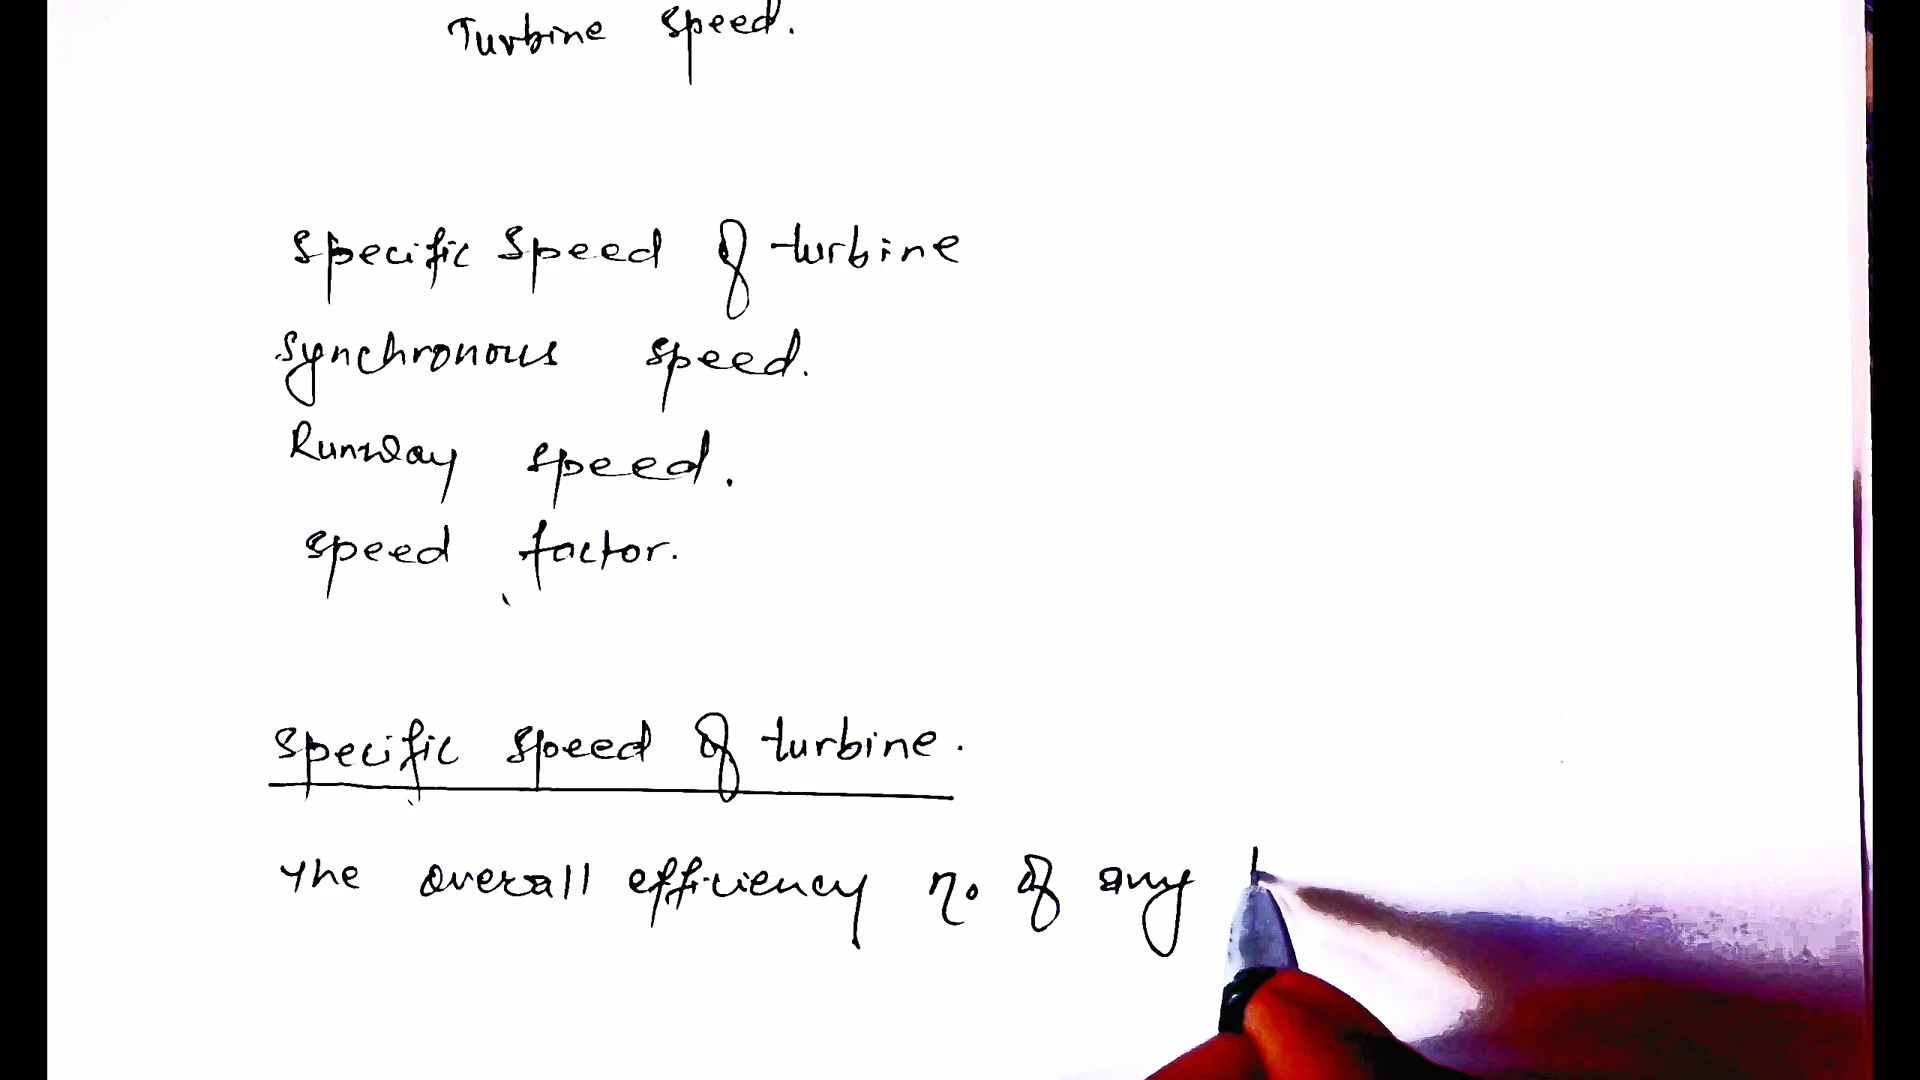 Turbine speed.
Specific speed of turbine
Synchronous speed.
Runway speed.
speed factor.
specific speed of turbine.
The overall efficiency η₀ of any